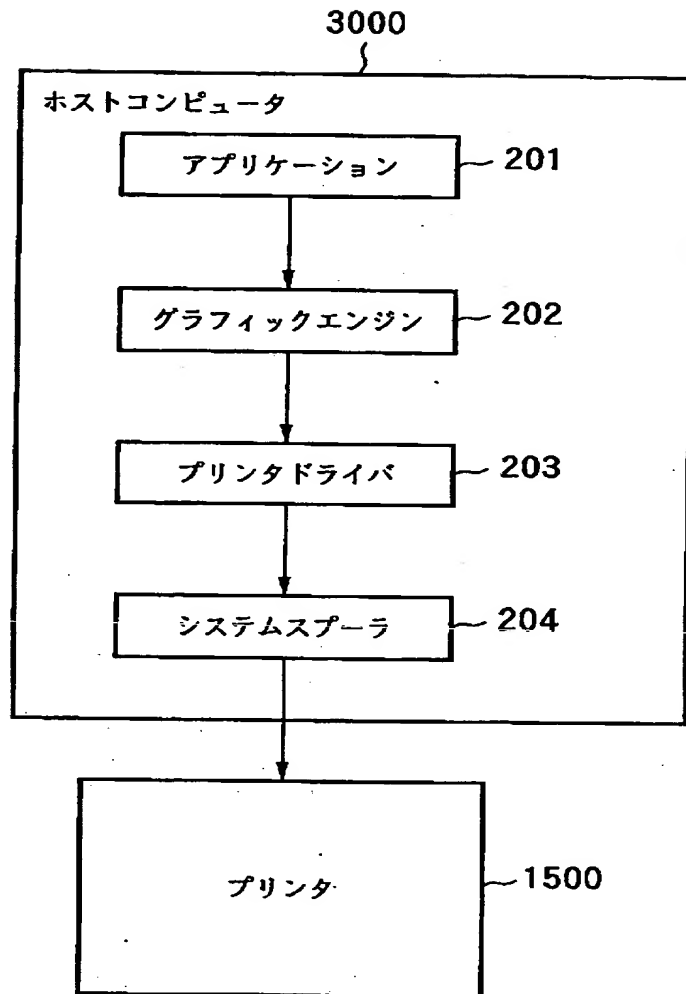 3000
ホストコンピュータ
アプリケーション
201
グラフィックエンジン
202
プリンタドライバ
203
システムスプーラ
204
プリンタ
1500